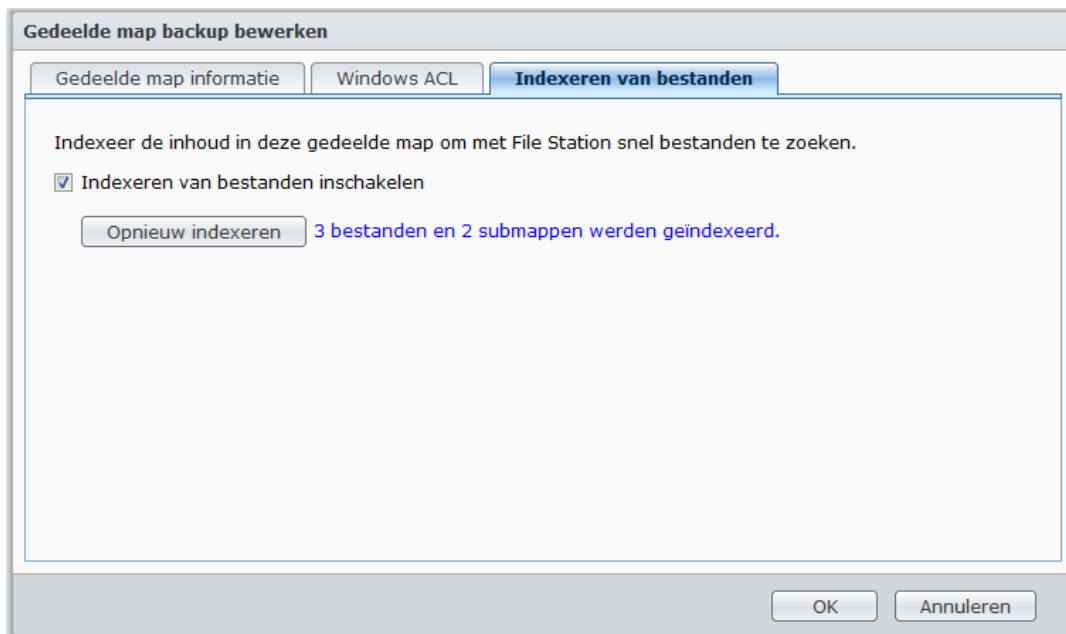 Gedeelde map backup bewerken
Gedeelde map informatie
Windows ACL
Indexeren van bestanden
Indexeer de inhoud in deze gedeelde map om met File Station snel bestanden te zoeken.
Indexeren van bestanden inschakelen
Opnieuw indexeren
3 bestanden en 2 submappen werden geïndexeerd.
OK
Annuleren